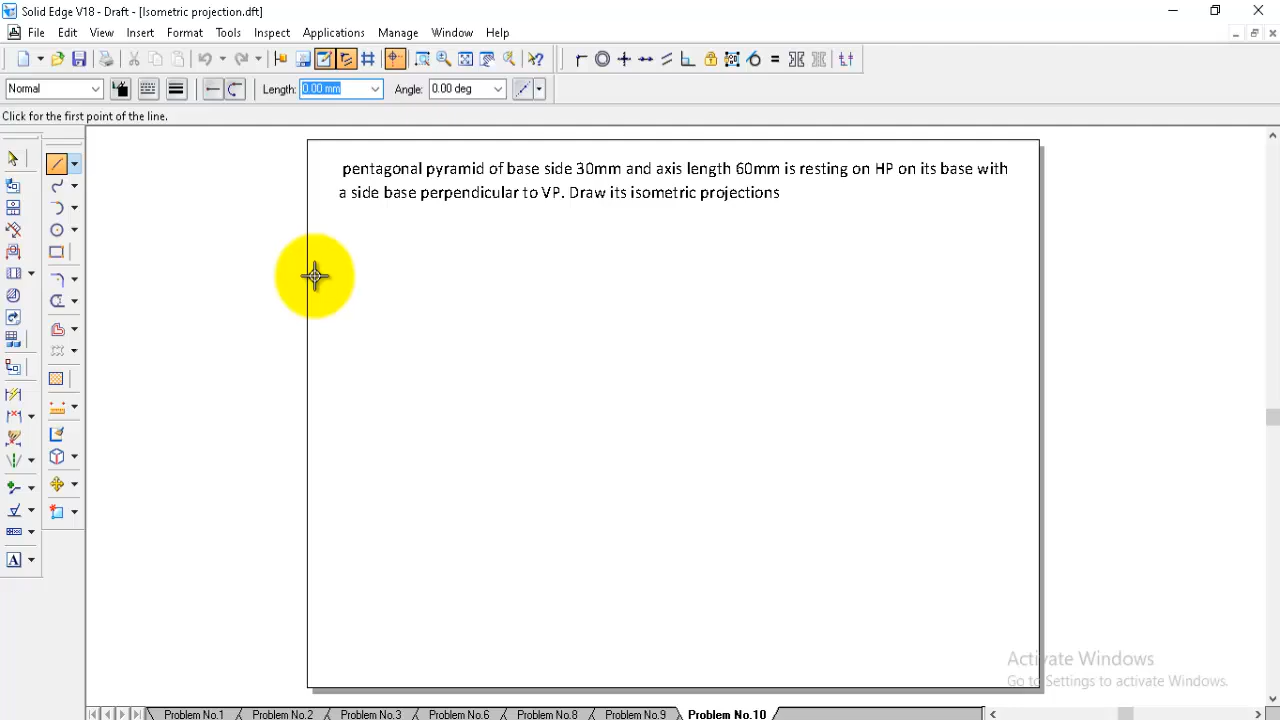 Solid Edge V18 - Draft - [Isometric projection.dft]
File Edit View Insert Format Tools Inspect Applications Manage Window Help
Normal Length: 0.00 mm Angle: 0.00 deg
Click for the first point of the line.
pentagonal pyramid of base side 30mm and axis length 60mm is resting on HP on its base with
a side base perpendicular to VP. Draw its isometric projections
A
Activate Windows
Go to Settings to activate Windows.
Problem No.1 Problem No.2 Problem No.3 Problem No.6 Problem No.8 Problem No.9 Problem No.10